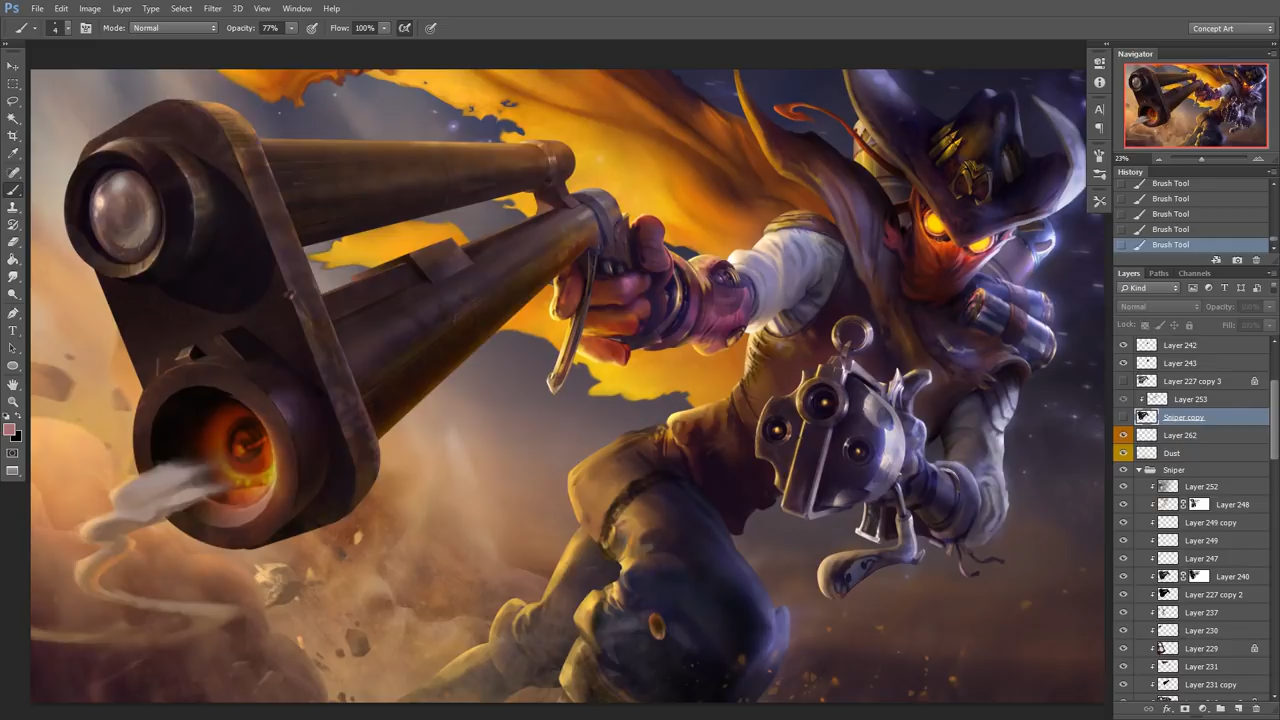 Ps File Edit Image Layer Type Select Filter 3D View Window Help
4 Mode: Normal Opacity: 77% Flow: 100% Concept Art
Navigator
23%
History
Brush Tool
Brush Tool
Brush Tool
Brush Tool
Brush Tool
Layers Paths Channels
Kind
Normal Opacity: 100%
Lock: Fill: 100%
Layer 242
Layer 243
Layer 227 copy 3
Layer 253
Sniper copy
Layer 262
Dust
Sniper
Layer 252
Layer 248
Layer 249 copy
Layer 249
Layer 247
Layer 240
Layer 227 copy 2
Layer 237
Layer 230
Layer 229
Layer 231
Layer 231 copy